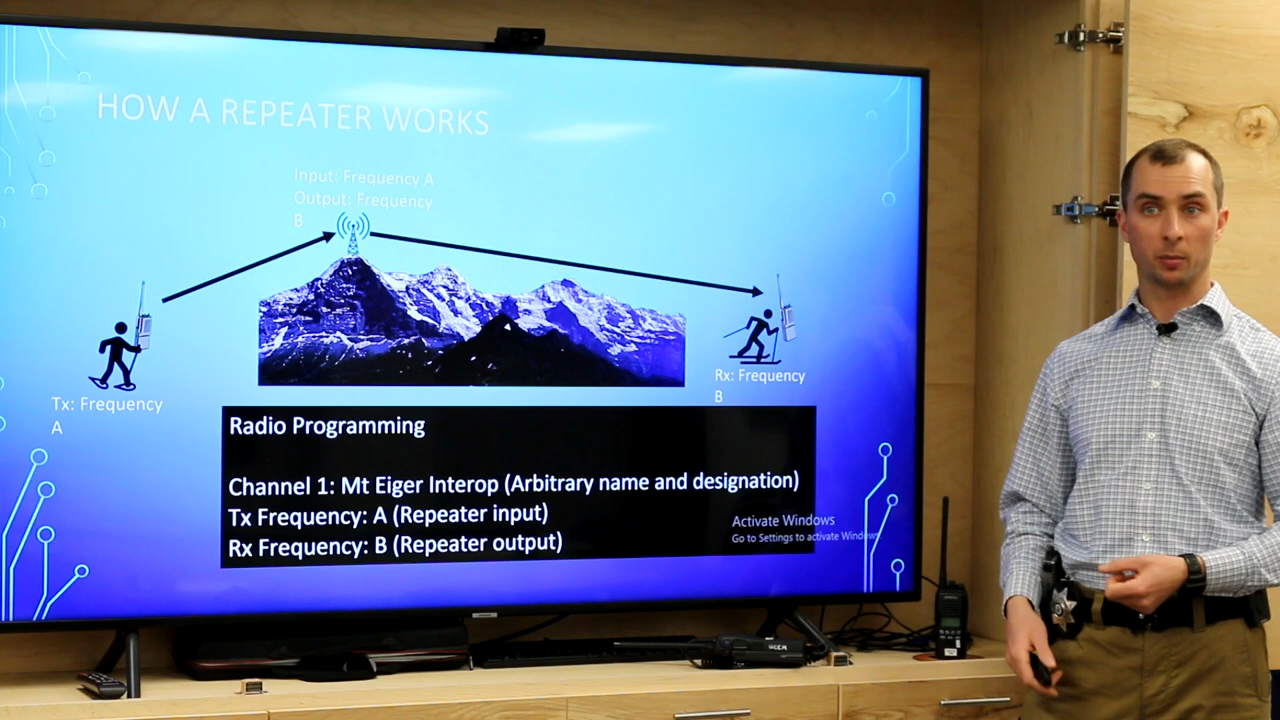 HOW A REPEATER WORKS
Input: Frequency A
Output: Frequency
B
Tx: Frequency
A
Rx: Frequency
B
Radio Programming
Channel 1: Mt Eiger Interop (Arbitrary name and designation)
Tx Frequency: A (Repeater input)
Rx Frequency: B (Repeater output)
Activate Windows
Go to Settings to activate Windows.